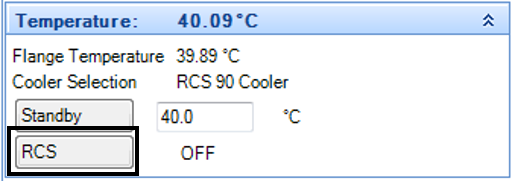 Temperature: 40.09°C
Flange Temperature 39.89 °C
Cooler Selection RCS 90 Cooler
Standby 40.0 °C
RCS OFF